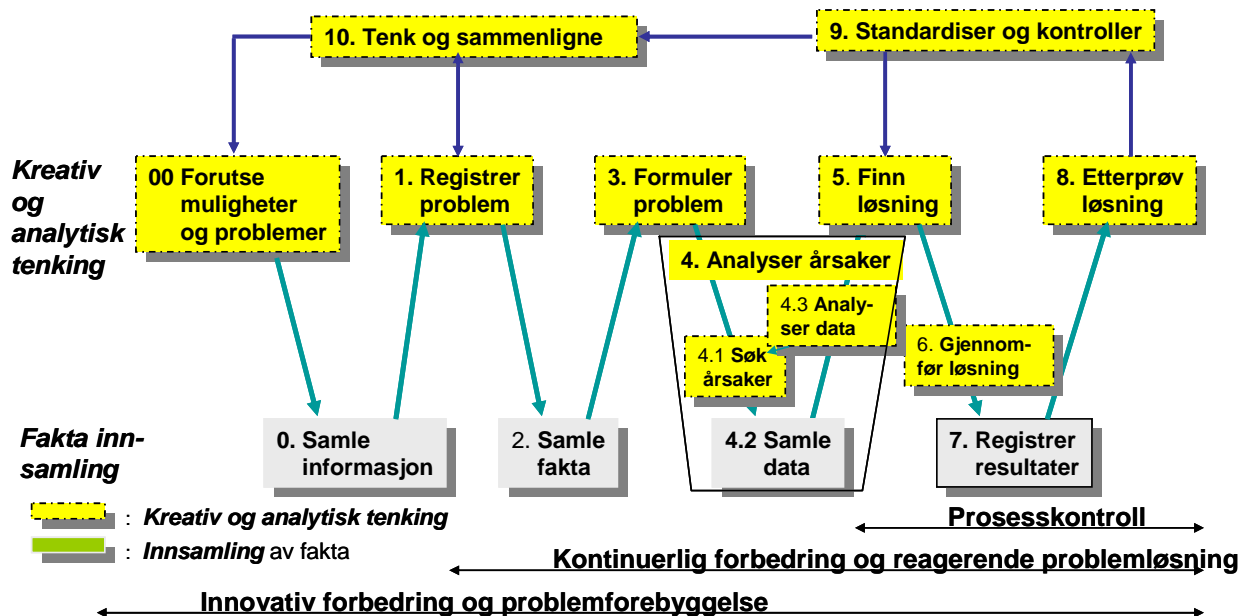 10. Tenk og sammenligne
9. Standardiser og kontroller
Kreativ
og
analytisk
tenking
00 Forutse
muligheter
og problemer
1. Registrer
problem
3. Formuler
problem
5. Finn
løsning
8. Etterprøv
løsning
4. Analyser årsaker
4.3 Analy-
ser data
4.1 Søk
årsaker
6. Gjennom-
før løsning
Fakta inn-
samling
0. Samle
informasjon
2. Samle
fakta
4.2 Samle
data
7. Registrer
resultater
: Kreativ og analytisk tenking
: Innsamling av fakta
Prosesskontroll
Kontinuerlig forbedring og reagerende problemløsning
Innovativ forbedring og problemforebyggelse